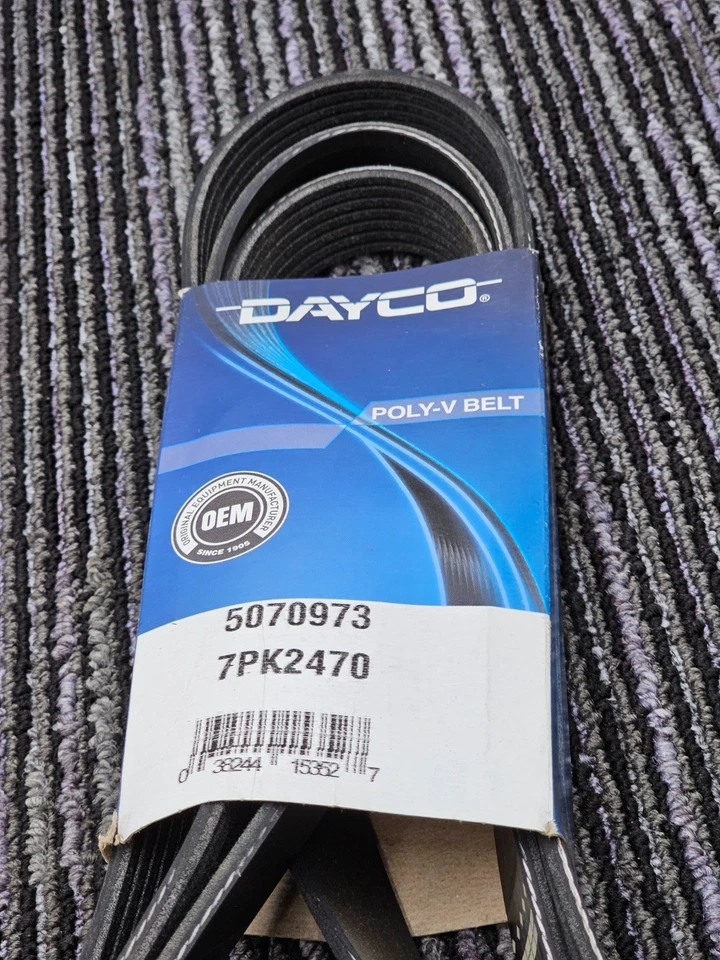 DAYCO®
POLY-V BELT
ORIGINAL EQUIPMENT MANUFACTURER
OEM
SINCE 1905
5070973
7PK2470
0 38244 15352 7